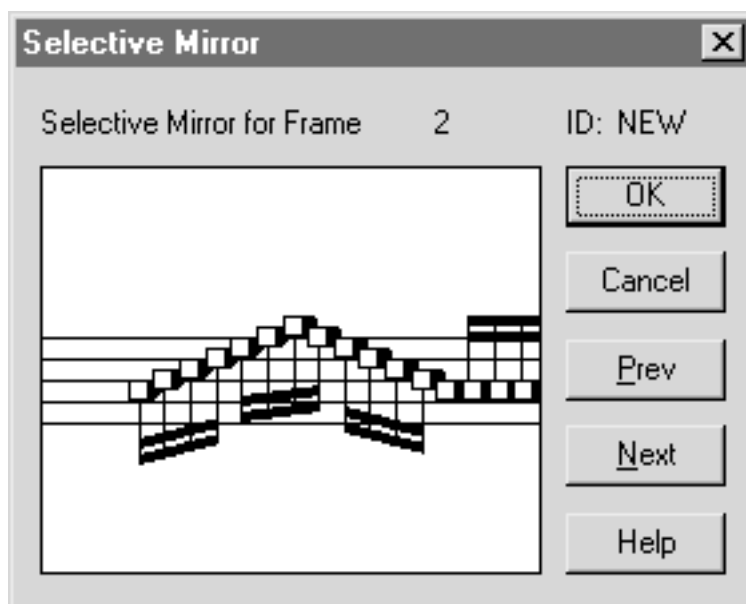 Selective Mirror
Selective Mirror for Frame 2 ID: NEW
OK
Cancel
Prev
Next
Help